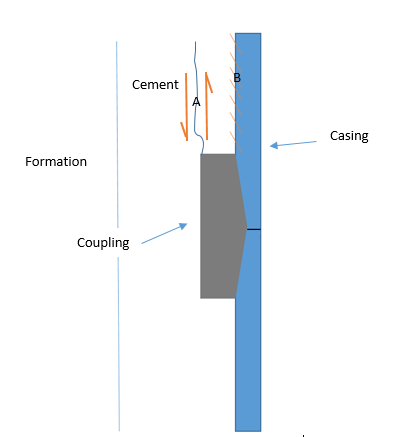 B
Cement
A
Casing
Formation
Coupling